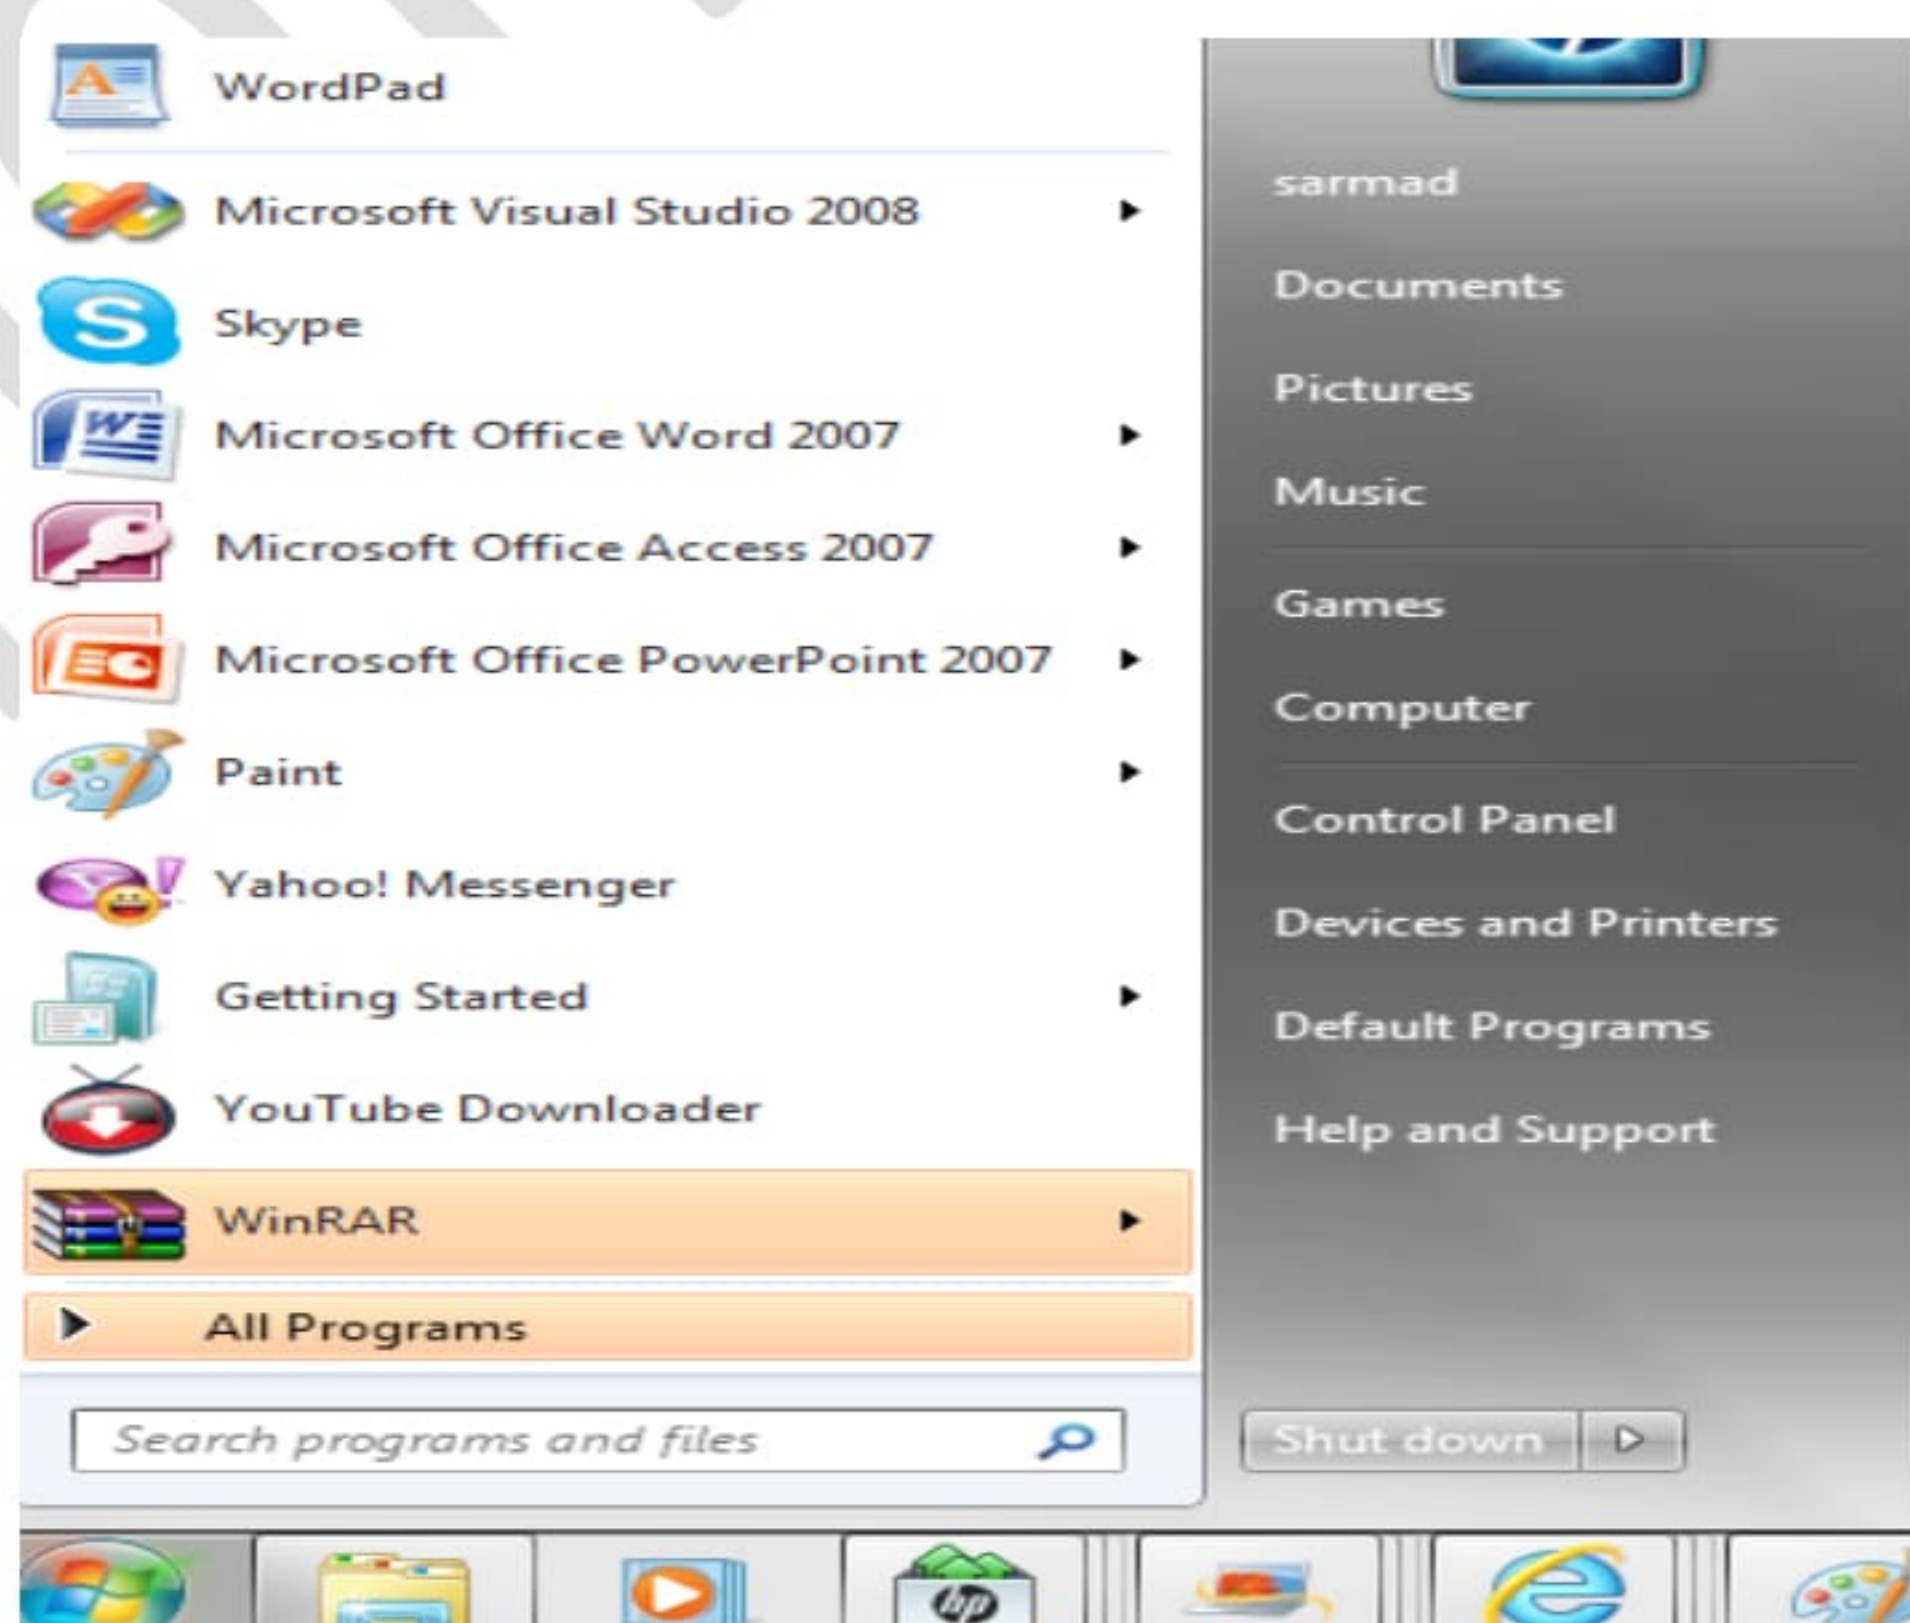 WordPad
Microsoft Visual Studio 2008
Skype
Microsoft Office Word 2007
Microsoft Office Access 2007
Microsoft Office PowerPoint 2007
Paint
Yahoo! Messenger
Getting Started
YouTube Downloader
WinRAR
All Programs
Search programs and files
sarmad
Documents
Pictures
Music
Games
Computer
Control Panel
Devices and Printers
Default Programs
Help and Support
Shut down
hp